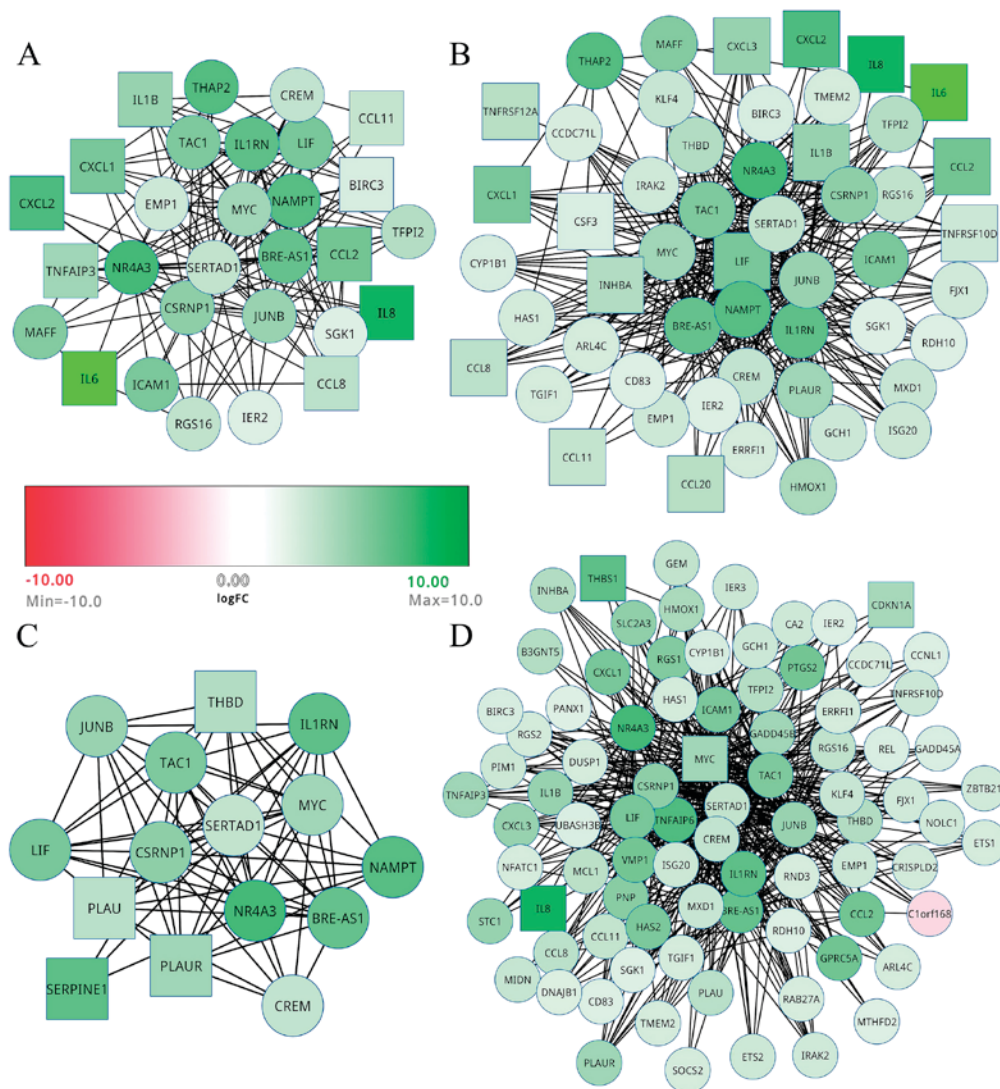 A
THAP2
CREM
IL1B
CCL11
TAC1
IL1RN
LIF
CXCL1
BIRC3
EMP1
MYC
NAMPT
CXCL2
TFPI2
BRE-AS1
CCL2
TNFAIP3
NR4A3
SERTAD1
CSRNP1
JUNB
IL8
SGK1
MAFF
IL6
ICAM1
CCL8
RGS16
IER2
B
MAFF
CXCL3
CXCL2
THAP2
IL8
KLF4
TMEM2
IL6
TNFRSF12A
BIRC3
TFPI2
CCDC71L
THBD
IL1B
CCL2
NR4A3
IRAK2
CSRNP1
RGS16
CXCL1
TAC1
CSF3
SERTAD1
TNFRSF10D
MYC
LIF
ICAM1
CYP1B1
JUNB
INHBA
FJX1
HAS1
BRE-AS1
NAMPT
IL1RN
SGK1
RDH10
ARL4C
CCL8
CD83
CREM
PLAUR
MXD1
TGIF1
EMP1
IER2
ISG20
GCH1
ERRFI1
CCL11
CCL20
HMOX1
-10.00
0.00
10.00
Min=-10.0
logFC
Max=10.0
C
THBD
JUNB
IL1RN
TAC1
MYC
SERTAD1
LIF
CSRNP1
NAMPT
PLAU
NR4A3
BRE-AS1
PLAUR
SERPINE1
CREM
D
GEM
THBS1
IER3
INHBA
CDKN1A
HMOX1
SLC2A3
CA2
IER2
GCH1
B3GNT5
RGS1
CYP1B1
CCNL1
CXCL1
PTGS2
CCDC71L
TFPI2
HAS1
ICAM1
TNFRSF10D
PANX1
BIRC3
ERRFI1
NR4A3
GADD45B
RGS2
RGS16
REL
GADD45A
DUSP1
MYC
PIM1
TAC1
CSRNP1
KLF4
ZBTB21
TNFAIP3
IL1B
FJX1
SERTAD1
LIF
TNFAIP6
JUNB
THBD
CXCL3
NOLC1
UBASH3B
CREM
ETS1
VMP1
ISG20
EMP1
NFATC1
MCL1
CRISPLD2
IL1RN
RND3
PNP
MXD1
BRE-AS1
IL8
CCL2
C1orf168
STC1
HAS2
RDH10
CCL11
CCL8
TGIF1
GPRC5A
SGK1
MIDN
ARL4C
DNAJB1
CD83
PLAU
RAB27A
MTHFD2
TMEM2
ETS2
IRAK2
PLAUR
SOCS2